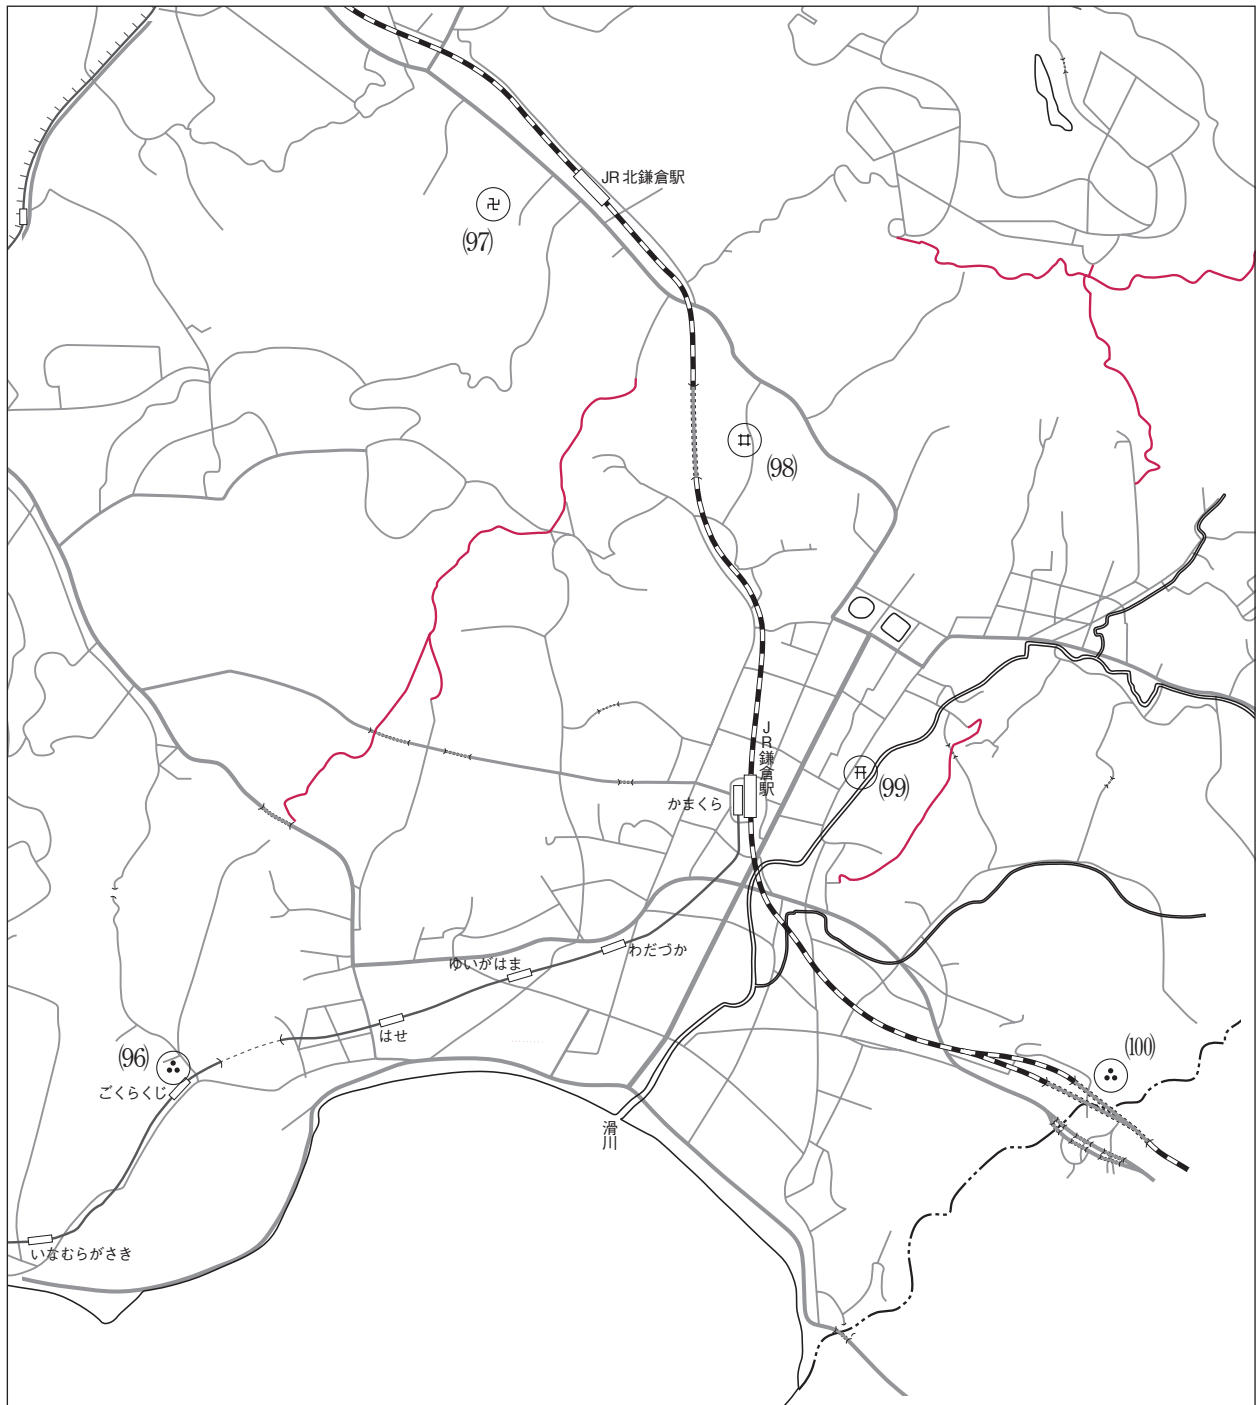 JR北鎌倉駅
卍
(97)
(98)
JR鎌倉駅
かまくら
(99)
わだづか
ゆいがはま
はせ
(96)
ごくらくじ
(100)
滑川
いなむらがさき